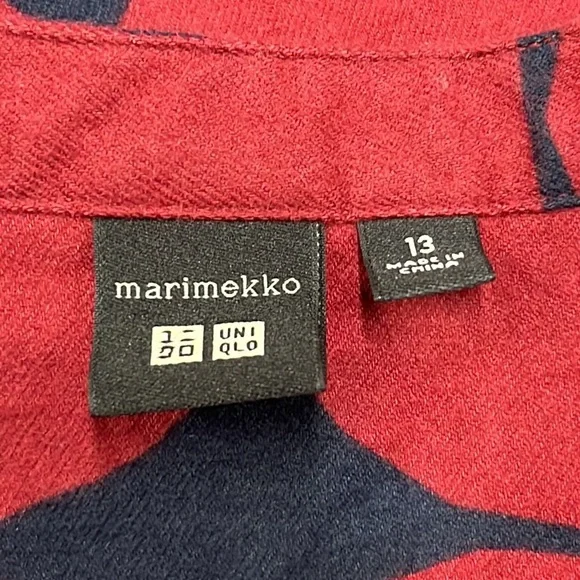 marimekko
ユニ UNI
クロ QLO
13
MADE IN
CHINA